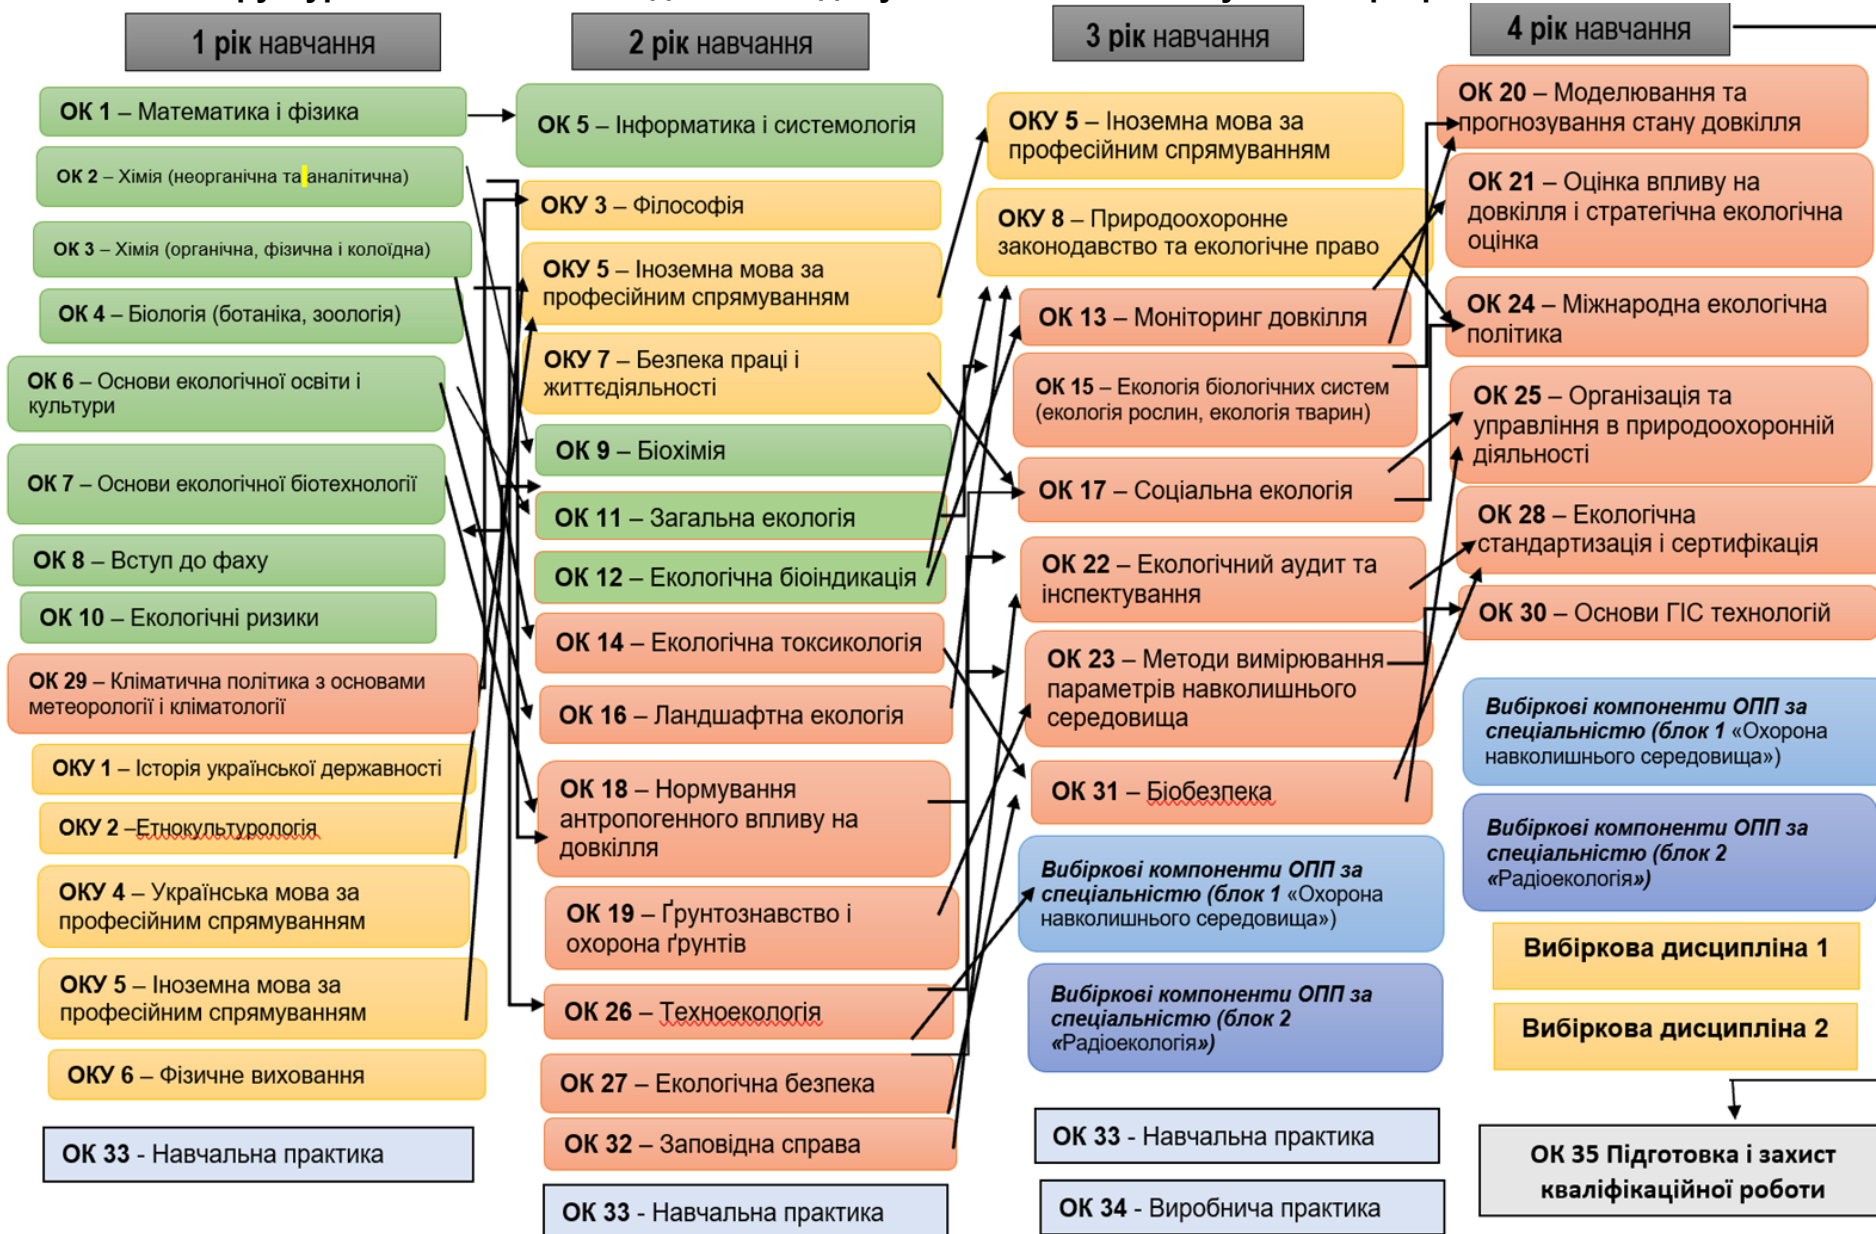 1 рік навчання
ОК 1 – Математика і фізика
ОК 2 – Хімія (неорганічна та аналітична)
ОК 3 – Хімія (органічна, фізична і колоїдна)
ОК 4 – Біологія (ботаніка, зоологія)
ОК 6 – Основи екологічної освіти і
культури
ОК 7 – Основи екологічної біотехнології
ОК 8 – Вступ до фаху
ОК 10 – Екологічні ризики
ОК 29 – Кліматична політика з основами
метеорології і кліматології
ОКУ 1 – Історія української державності
ОКУ 2 –Етнокультурологія
ОКУ 4 – Українська мова за
професійним спрямуванням
ОКУ 5 – Іноземна мова за
професійним спрямуванням
ОКУ 6 – Фізичне виховання
ОК 33 - Навчальна практика
2 рік навчання
ОК 5 – Інформатика і системологія
ОКУ 3 – Філософія
ОКУ 5 – Іноземна мова за
професійним спрямуванням
ОКУ 7 – Безпека праці і
життєдіяльності
ОК 9 – Біохімія
ОК 11 – Загальна екологія
ОК 12 – Екологічна біоіндикація
ОК 14 – Екологічна токсикологія
ОК 16 – Ландшафтна екологія
ОК 18 – Нормування
антропогенного впливу на
довкілля
ОК 19 – Ґрунтознавство і
охорона ґрунтів
ОК 26 – Техноекологія
ОК 27 – Екологічна безпека
ОК 32 – Заповідна справа
ОК 33 - Навчальна практика
3 рік навчання
ОКУ 5 – Іноземна мова за
професійним спрямуванням
ОКУ 8 – Природоохоронне
законодавство та екологічне право
ОК 13 – Моніторинг довкілля
ОК 15 – Екологія біологічних систем
(екологія рослин, екологія тварин)
ОК 17 – Соціальна екологія
ОК 22 – Екологічний аудит та
інспектування
ОК 23 – Методи вимірювання
параметрів навколишнього
середовища
ОК 31 – Біобезпека
Вибіркові компоненти ОПП за
спеціальністю (блок 1 «Охорона
навколишнього середовища»)
Вибіркові компоненти ОПП за
спеціальністю (блок 2
«Радіоекологія»)
ОК 33 - Навчальна практика
ОК 34 - Виробнича практика
4 рік навчання
ОК 20 – Моделювання та
прогнозування стану довкілля
ОК 21 – Оцінка впливу на
довкілля і стратегічна екологічна
оцінка
ОК 24 – Міжнародна екологічна
політика
ОК 25 – Організація та
управління в природоохоронній
діяльності
ОК 28 – Екологічна
стандартизація і сертифікація
ОК 30 – Основи ГІС технологій
Вибіркові компоненти ОПП за
спеціальністю (блок 1 «Охорона
навколишнього середовища»)
Вибіркові компоненти ОПП за
спеціальністю (блок 2
«Радіоекологія»)
Вибіркова дисципліна 1
Вибіркова дисципліна 2
ОК 35 Підготовка і захист
кваліфікаційної роботи